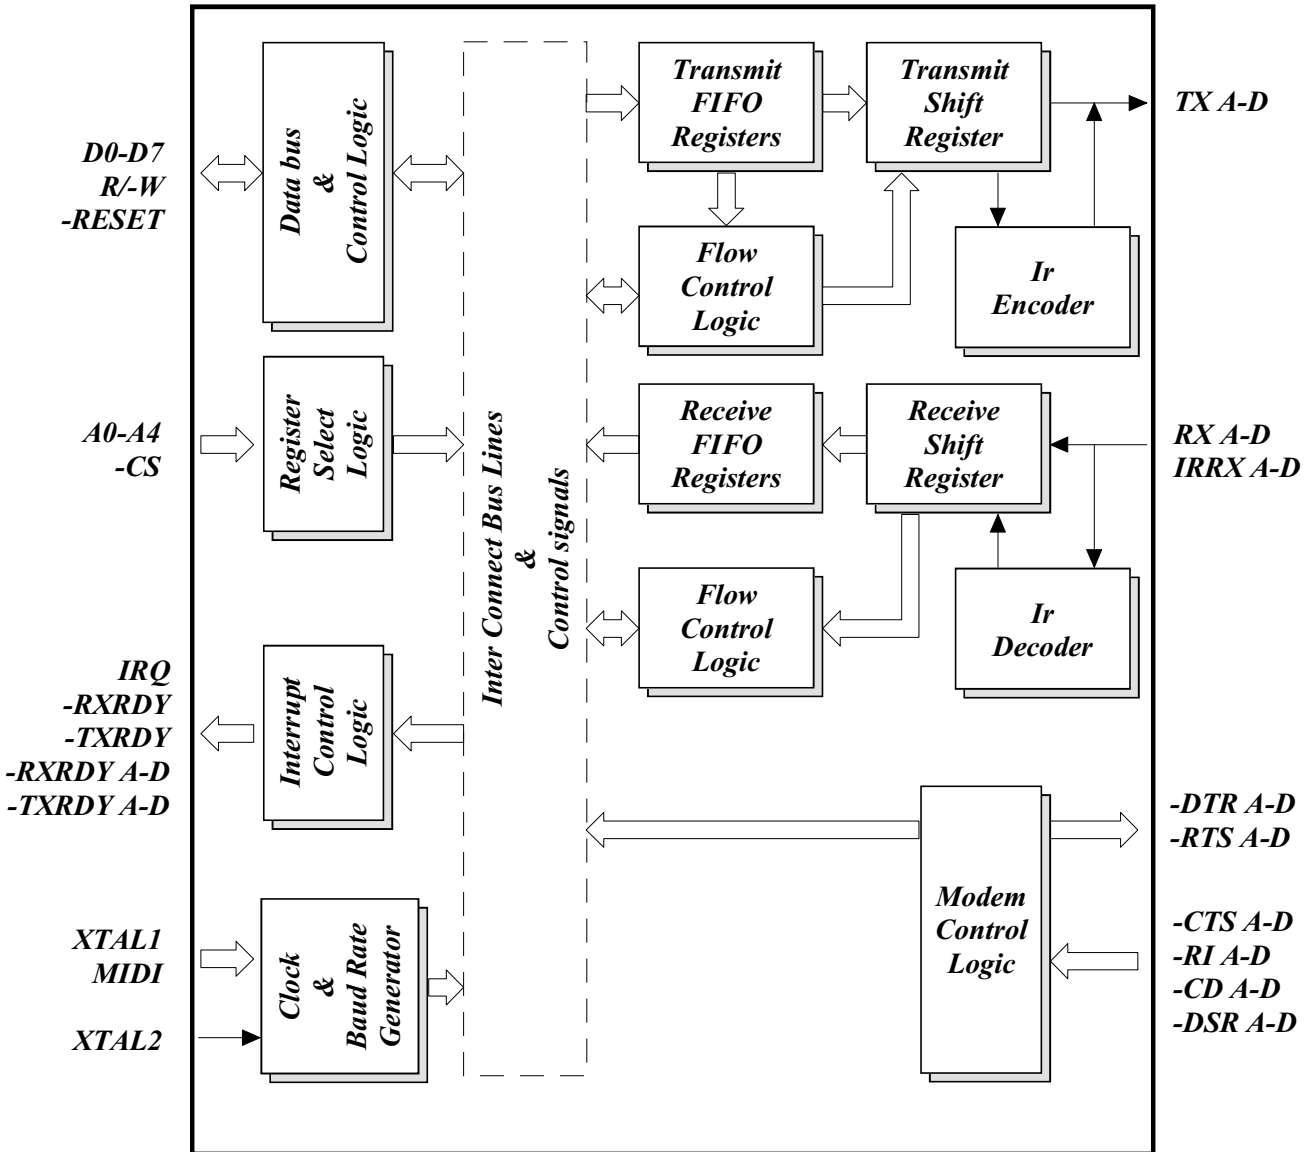 D0-D7
R/-W
-RESET
Data bus
&
Control Logic
A0-A4
-CS
Register
Select
Logic
IRQ
-RXRDY
-TXRDY
-RXRDY A-D
-TXRDY A-D
Interrupt
Control
Logic
XTAL1
MIDI
XTAL2
Clock
&
Baud Rate
Generator
Inter Connect Bus Lines
&
Control signals
Transmit
FIFO
Registers
Transmit
Shift
Register
TX A-D
Flow
Control
Logic
Ir
Encoder
Receive
FIFO
Registers
Receive
Shift
Register
RX A-D
IRRX A-D
Flow
Control
Logic
Ir
Decoder
Modem
Control
Logic
-DTR A-D
-RTS A-D
-CTS A-D
-RI A-D
-CD A-D
-DSR A-D